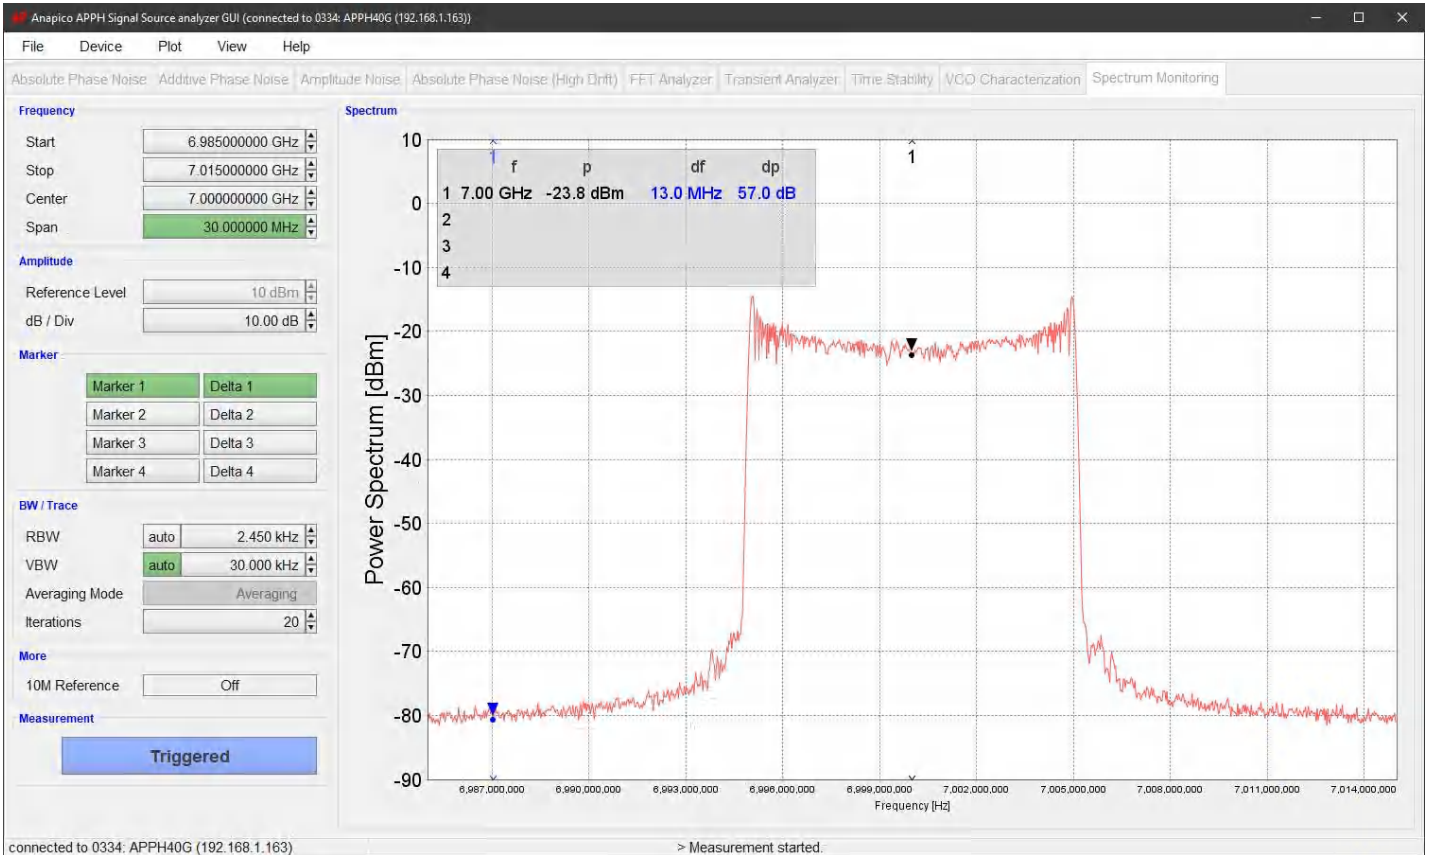 Anapico APPH Signal Source analyzer GUI (connected to 0334: APPH40G (192.168.1.163))
File Device Plot View Help
Absolute Phase Noise Additive Phase Noise Amplitude Noise Absolute Phase Noise (High Drift) FFT Analyzer Transient Analyzer Time Stability VCO Characterization Spectrum Monitoring
Frequency
Start 6.985000000 GHz
Stop 7.015000000 GHz
Center 7.000000000 GHz
Span 30.000000 MHz
Amplitude
Reference Level 10 dBm
dB / Div 10.00 dB
Marker
Marker 1 Delta 1
Marker 2 Delta 2
Marker 3 Delta 3
Marker 4 Delta 4
BW / Trace
RBW auto 2.450 kHz
VBW auto 30.000 kHz
Averaging Mode Averaging
Iterations 20
More
10M Reference Off
Measurement
Triggered
Spectrum
1 1
f p df dp
1 7.00 GHz -23.8 dBm 13.0 MHz 57.0 dB
2
3
4
Power Spectrum [dBm]
10
0
-10
-20
-30
-40
-50
-60
-70
-80
-90
6,987,000,000 6,990,000,000 6,993,000,000 6,996,000,000 6,999,000,000 7,002,000,000 7,005,000,000 7,008,000,000 7,011,000,000 7,014,000,000
Frequency [Hz]
connected to 0334: APPH40G (192.168.1.163) > Measurement started.